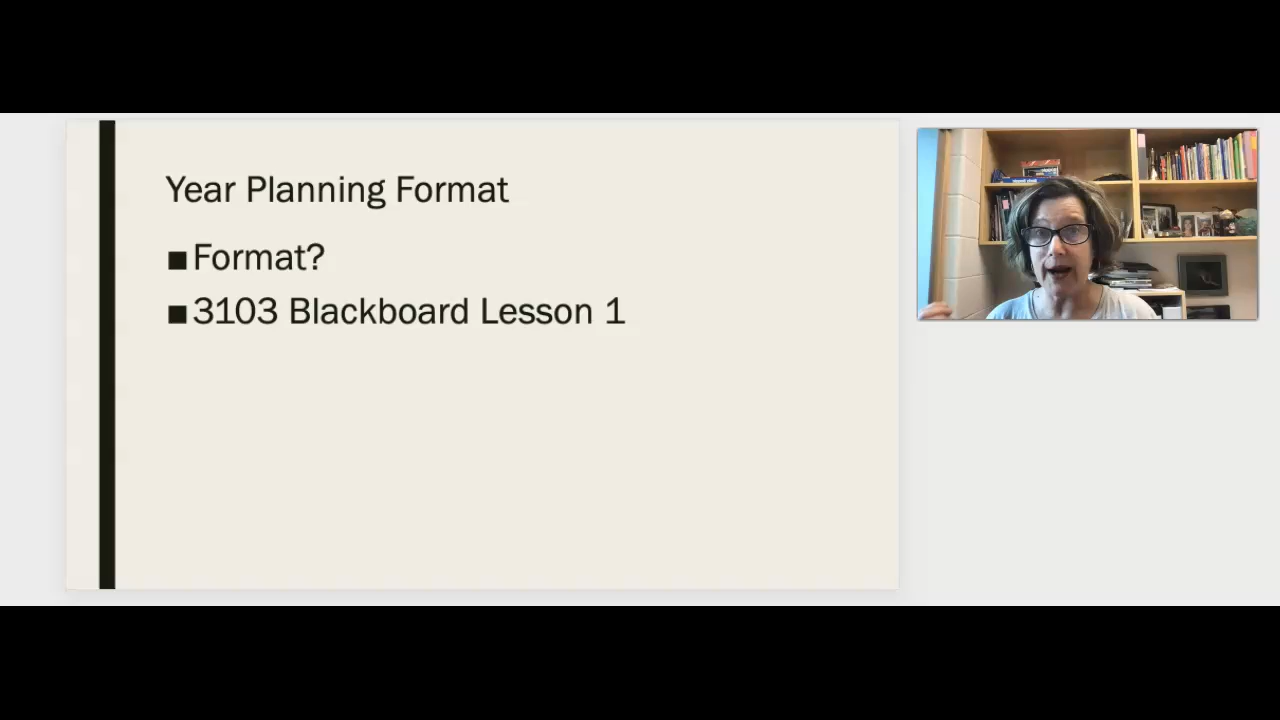 Year Planning Format
■ Format?
■ 3103 Blackboard Lesson 1